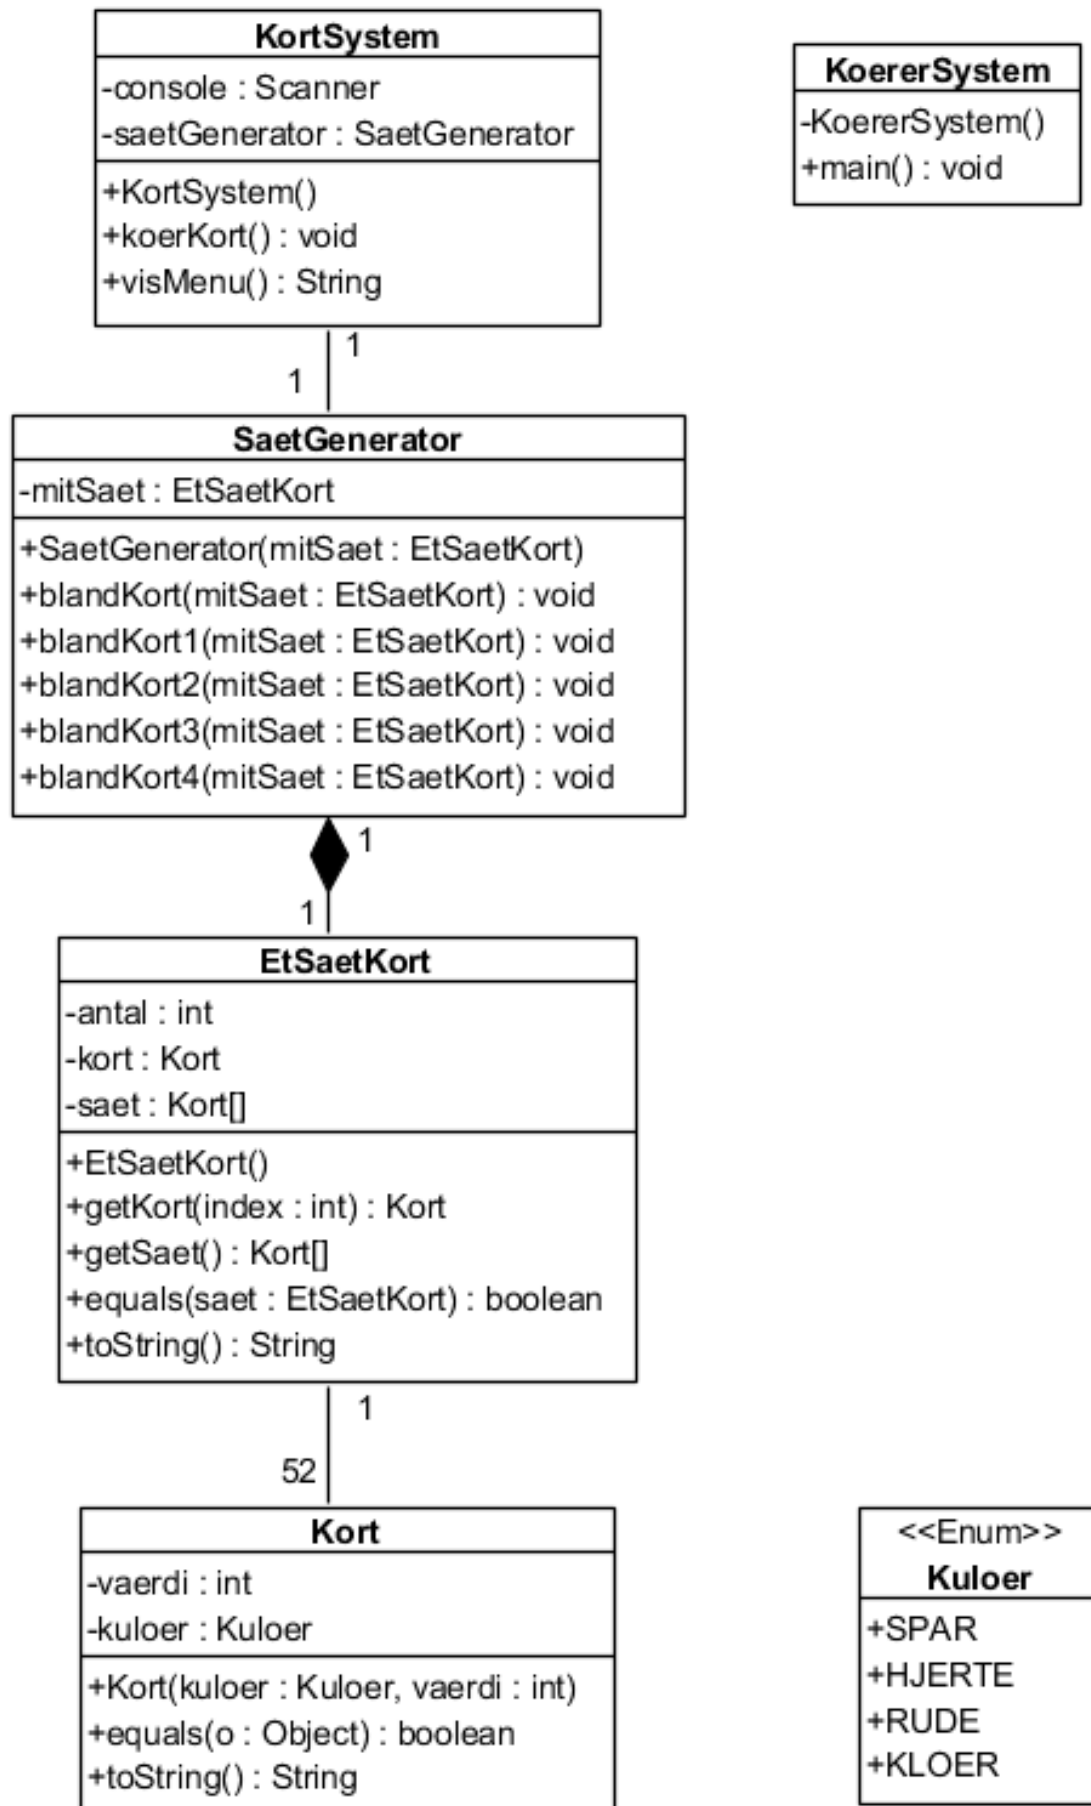 KortSystem
-console : Scanner
-saetGenerator : SaetGenerator
+KortSystem()
+koerKort() : void
+visMenu() : String
KoererSystem
-KoererSystem()
+main() : void
1
1
SaetGenerator
-mitSaet : EtSaetKort
+SaetGenerator(mitSaet : EtSaetKort)
+blandKort(mitSaet : EtSaetKort) : void
+blandKort1(mitSaet : EtSaetKort) : void
+blandKort2(mitSaet : EtSaetKort) : void
+blandKort3(mitSaet : EtSaetKort) : void
+blandKort4(mitSaet : EtSaetKort) : void
1
1
EtSaetKort
-antal : int
-kort : Kort
-saet : Kort[]
+EtSaetKort()
+getKort(index : int) : Kort
+getSaet() : Kort[]
+equals(saet : EtSaetKort) : boolean
+toString() : String
1
52
Kort
-vaerdi : int
-kuloer : Kuloer
+Kort(kuloer : Kuloer, vaerdi : int)
+equals(o : Object) : boolean
+toString() : String
<<Enum>>
Kuloer
+SPAR
+HJERTE
+RUDE
+KLOER